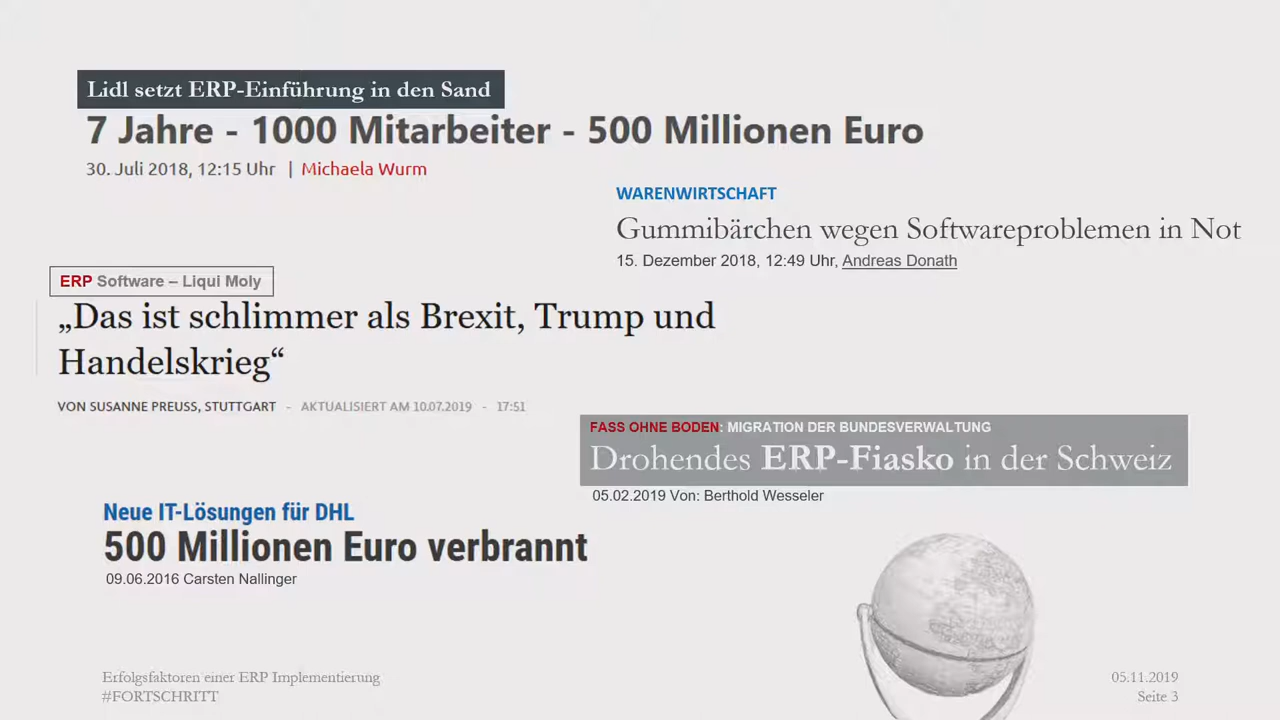 Lidl setzt ERP-Einführung in den Sand
7 Jahre - 1000 Mitarbeiter - 500 Millionen Euro
30. Juli 2018, 12:15 Uhr | Michaela Wurm
WARENWIRTSCHAFT
Gummibärchen wegen Softwareproblemen in Not
15. Dezember 2018, 12:49 Uhr, Andreas Donath
ERP Software – Liqui Moly
„Das ist schlimmer als Brexit, Trump und
Handelskrieg“
VON SUSANNE PREUSS, STUTTGART - AKTUALISIERT AM 10.07.2019 - 17:51
FASS OHNE BODEN: MIGRATION DER BUNDESVERWALTUNG
Drohendes ERP-Fiasko in der Schweiz
05.02.2019 Von: Berthold Wesseler
Neue IT-Lösungen für DHL
500 Millionen Euro verbrannt
09.06.2016 Carsten Nallinger
Erfolgsfaktoren einer ERP Implementierung
#FORTSCHRITT
05.11.2019
Seite 3